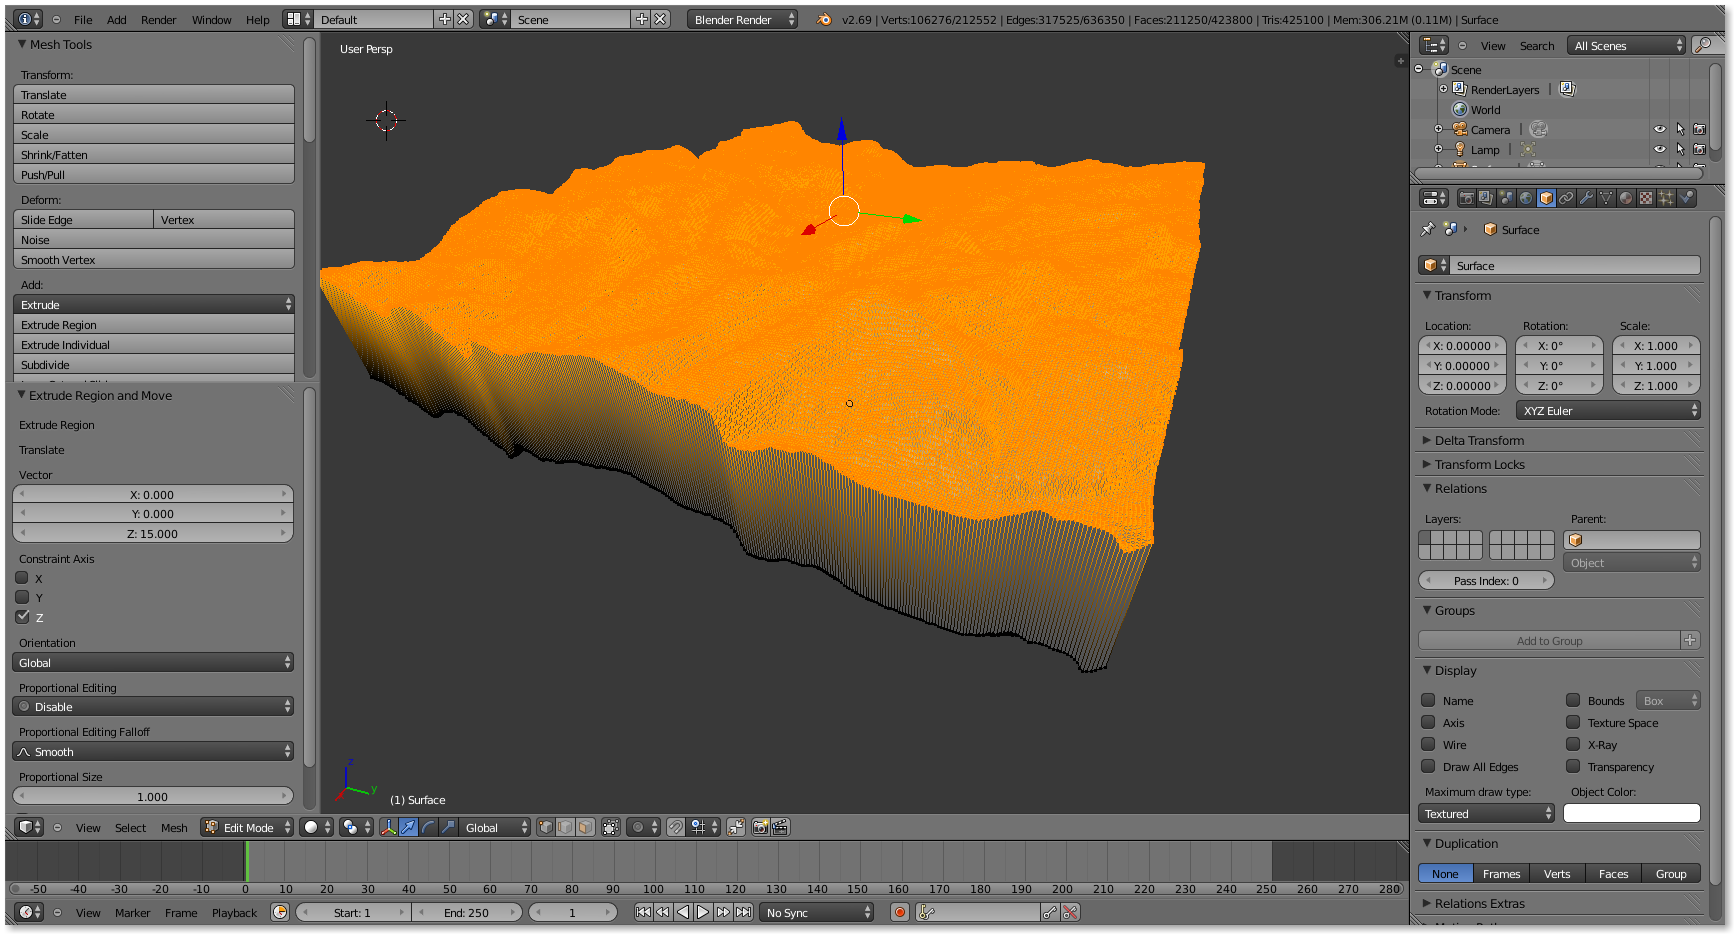 File Add Render Window Help Default Scene Blender Render v2.69 | Verts:106276/212552 | Edges:317525/636350 | Faces:211250/423800 | Tris:425100 | Mem:306.21M (0.11M) | Surface
Mesh Tools
Transform:
Translate
Rotate
Scale
Shrink/Fatten
Push/Pull
Deform:
Slide Edge Vertex
Noise
Smooth Vertex
Add:
Extrude
Extrude Region
Extrude Individual
Subdivide
Extrude Region and Move
Extrude Region
Translate
Vector
X: 0.000
Y: 0.000
Z: 15.000
Constraint Axis
X
Y
Z
Orientation
Global
Proportional Editing
Disable
Proportional Editing Falloff
Smooth
Proportional Size
1.000
User Persp
z
y
(1) Surface
View Select Mesh Edit Mode Global
-50 -40 -30 -20 -10 0 10 20 30 40 50 60 70 80 90 100 110 120 130 140 150 160 170 180 190 200 210 220 230 240 250 260 270 280
View Marker Frame Playback Start: 1 End: 250 1 No Sync
View Search All Scenes
Scene
RenderLayers |
World
Camera |
Lamp |
Surface
Surface
Transform
Location: Rotation: Scale:
X: 0.00000 X: 0° X: 1.000
Y: 0.00000 Y: 0° Y: 1.000
Z: 0.00000 Z: 0° Z: 1.000
Rotation Mode: XYZ Euler
Delta Transform
Transform Locks
Relations
Layers: Parent:
Object
Pass Index: 0
Groups
Add to Group
Display
Name Bounds Box
Axis Texture Space
Wire X-Ray
Draw All Edges Transparency
Maximum draw type: Object Color:
Textured
Duplication
None Frames Verts Faces Group
Relations Extras